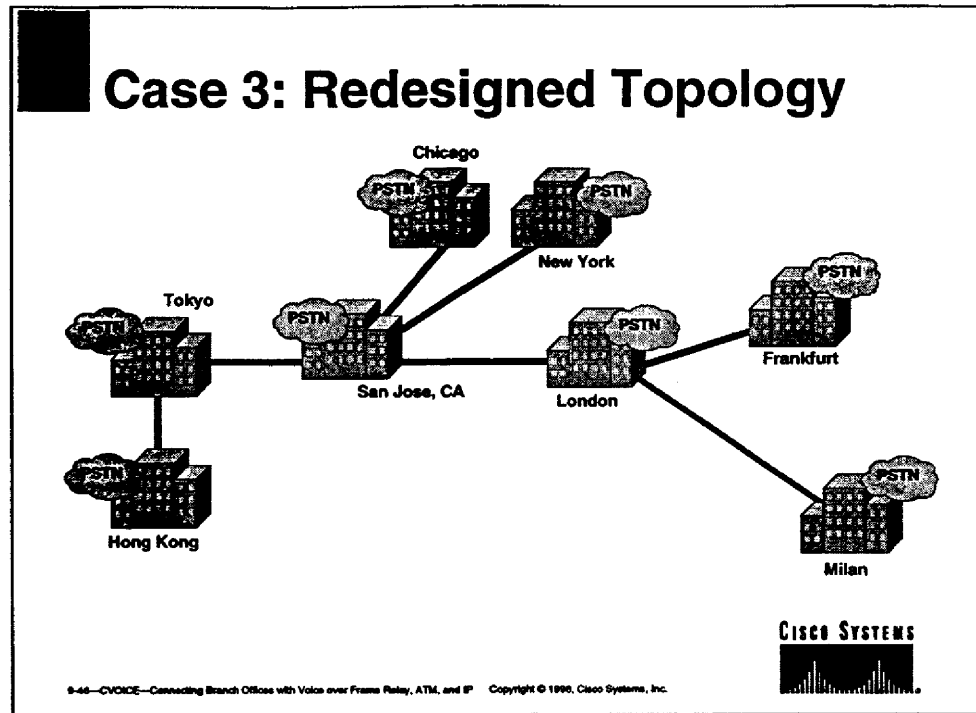 Case 3: Redesigned Topology
Chicago
PSTN
PSTN
New York
PSTN
Tokyo
PSTN
PSTN
PSTN
Frankfurt
San Jose, CA
London
PSTN
PSTN
Hong Kong
Milan
CISCO SYSTEMS
9-46—CVOICE—Connecting Branch Offices with Voice over Frame Relay, ATM, and IP Copyright © 1998, Cisco Systems, Inc.